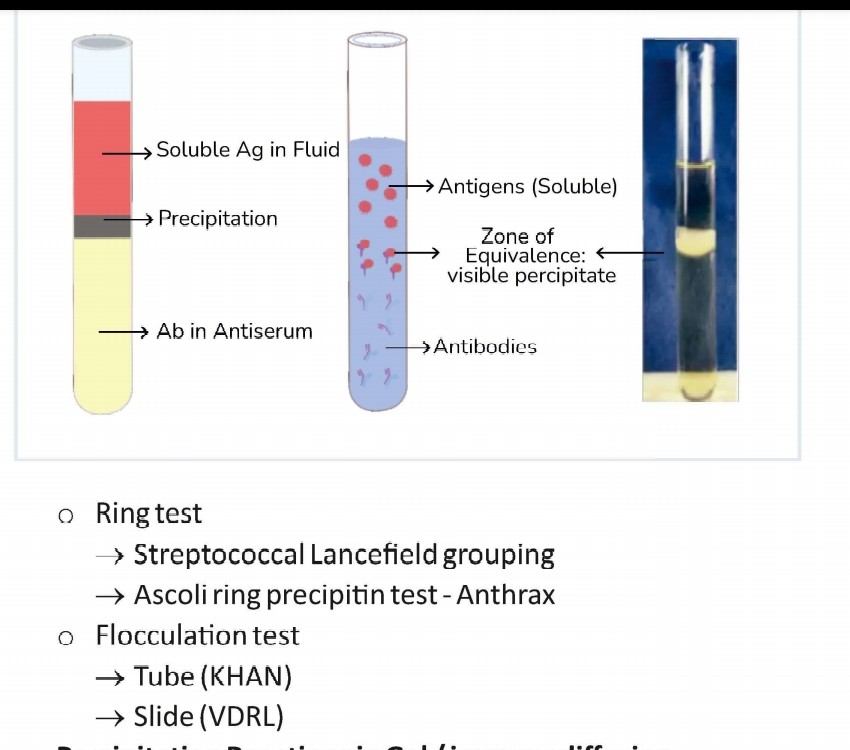 Soluble Ag in Fluid
Precipitation
Ab in Antiserum
Antigens (Soluble)
Zone of
Equivalence:
visible percipitate
Antibodies
○ Ring test
→ Streptococcal Lancefield grouping
→ Ascoli ring precipitin test - Anthrax
○ Flocculation test
→ Tube (KHAN)
→ Slide (VDRL)